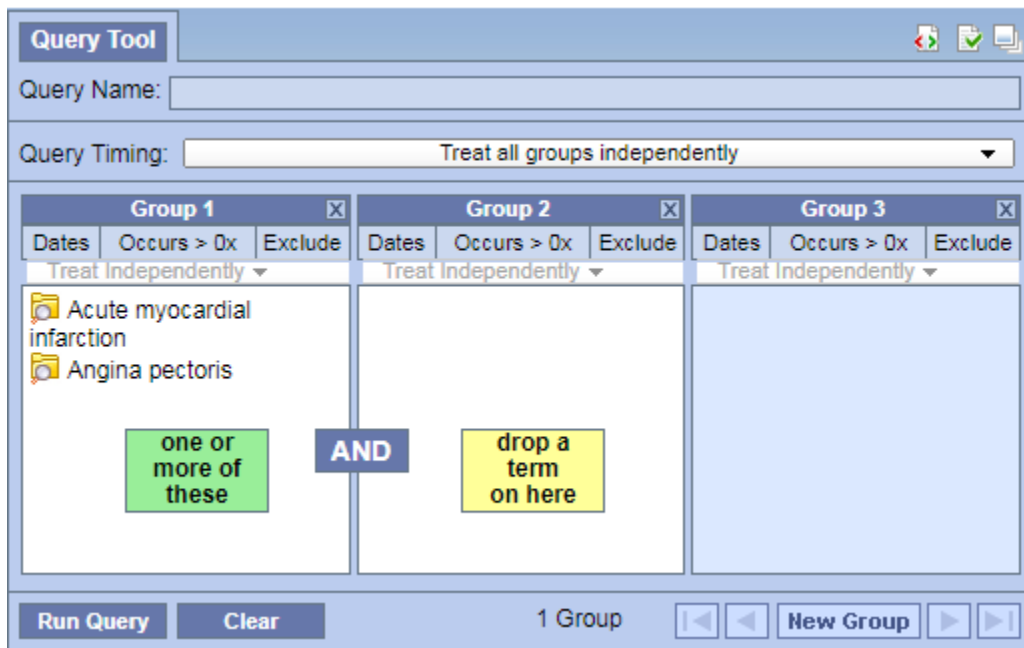 Query Tool
Query Name:
Query Timing: Treat all groups independently
Group 1 X Group 2 X Group 3 X
Dates Occurs > 0x Exclude Dates Occurs > 0x Exclude Dates Occurs > 0x Exclude
Treat Independently Treat Independently Treat Independently
Acute myocardial
infarction
Angina pectoris
one or
more of
these
AND
drop a
term
on here
Run Query Clear 1 Group New Group